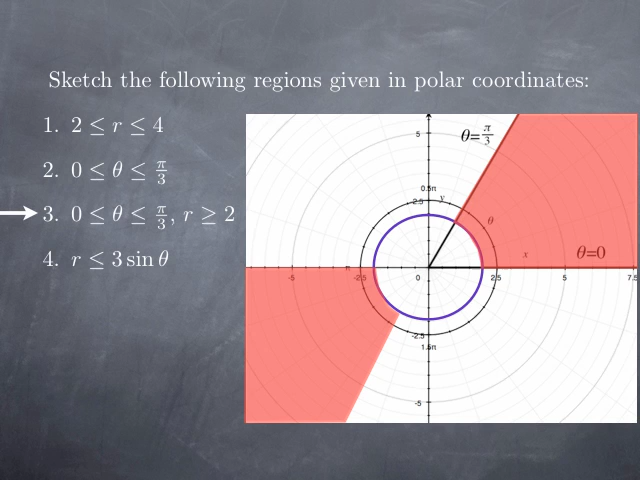 Sketch the following regions given in polar coordinates:
1. 2 ≤ r ≤ 4
2. 0 ≤ θ ≤ π/3
3. 0 ≤ θ ≤ π/3, r ≥ 2
4. r ≤ 3 sin θ
5
θ=π/3
0.5π
y
2.5
θ
x
θ=0
π
-5
-2.5
0
2.5
5
7.5
-2.5
1.5π
-5